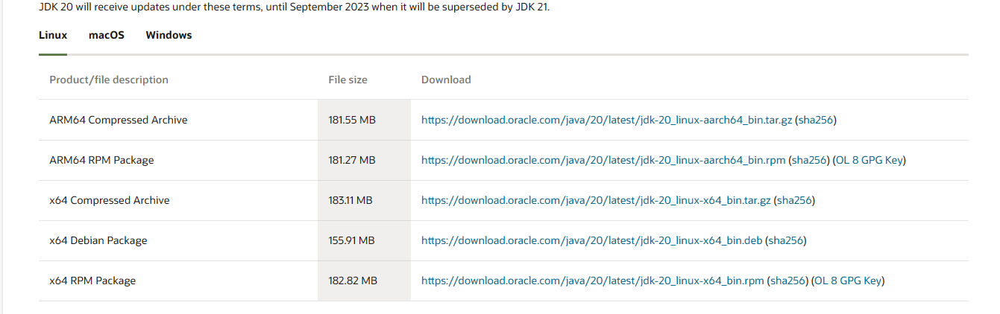 JDK 20 will receive updates under these terms, until September 2023 when it will be superseded by JDK 21.
Linux macOS Windows
Product/file description File size Download
ARM64 Compressed Archive 181.55 MB https://download.oracle.com/java/20/latest/jdk-20_linux-aarch64_bin.tar.gz (sha256)
ARM64 RPM Package 181.27 MB https://download.oracle.com/java/20/latest/jdk-20_linux-aarch64_bin.rpm (sha256) (OL 8 GPG Key)
x64 Compressed Archive 183.11 MB https://download.oracle.com/java/20/latest/jdk-20_linux-x64_bin.tar.gz (sha256)
x64 Debian Package 155.91 MB https://download.oracle.com/java/20/latest/jdk-20_linux-x64_bin.deb (sha256)
x64 RPM Package 182.82 MB https://download.oracle.com/java/20/latest/jdk-20_linux-x64_bin.rpm (sha256) (OL 8 GPG Key)